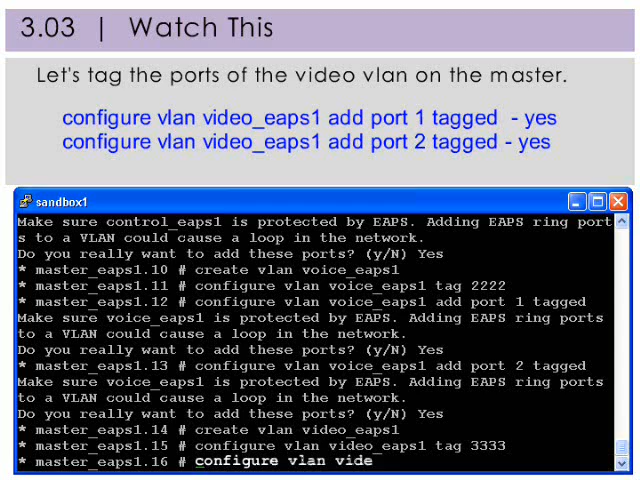 3.03 | Watch This
Let's tag the ports of the video vlan on the master.
configure vlan video_eaps1 add port 1 tagged - yes
configure vlan video_eaps1 add port 2 tagged - yes
sandbox1
Make sure control_eaps1 is protected by EAPS. Adding EAPS ring port
s to a VLAN could cause a loop in the network.
Do you really want to add these ports? (y/N) Yes
* master_eaps1.10 # create vlan voice_eaps1
* master_eaps1.11 # configure vlan voice_eaps1 tag 2222
* master_eaps1.12 # configure vlan voice_eaps1 add port 1 tagged
Make sure voice_eaps1 is protected by EAPS. Adding EAPS ring ports
to a VLAN could cause a loop in the network.
Do you really want to add these ports? (y/N) Yes
* master_eaps1.13 # configure vlan voice_eaps1 add port 2 tagged
Make sure voice_eaps1 is protected by EAPS. Adding EAPS ring ports
to a VLAN could cause a loop in the network.
Do you really want to add these ports? (y/N) Yes
* master_eaps1.14 # create vlan video_eaps1
* master_eaps1.15 # configure vlan video_eaps1 tag 3333
* master_eaps1.16 # configure vlan vide